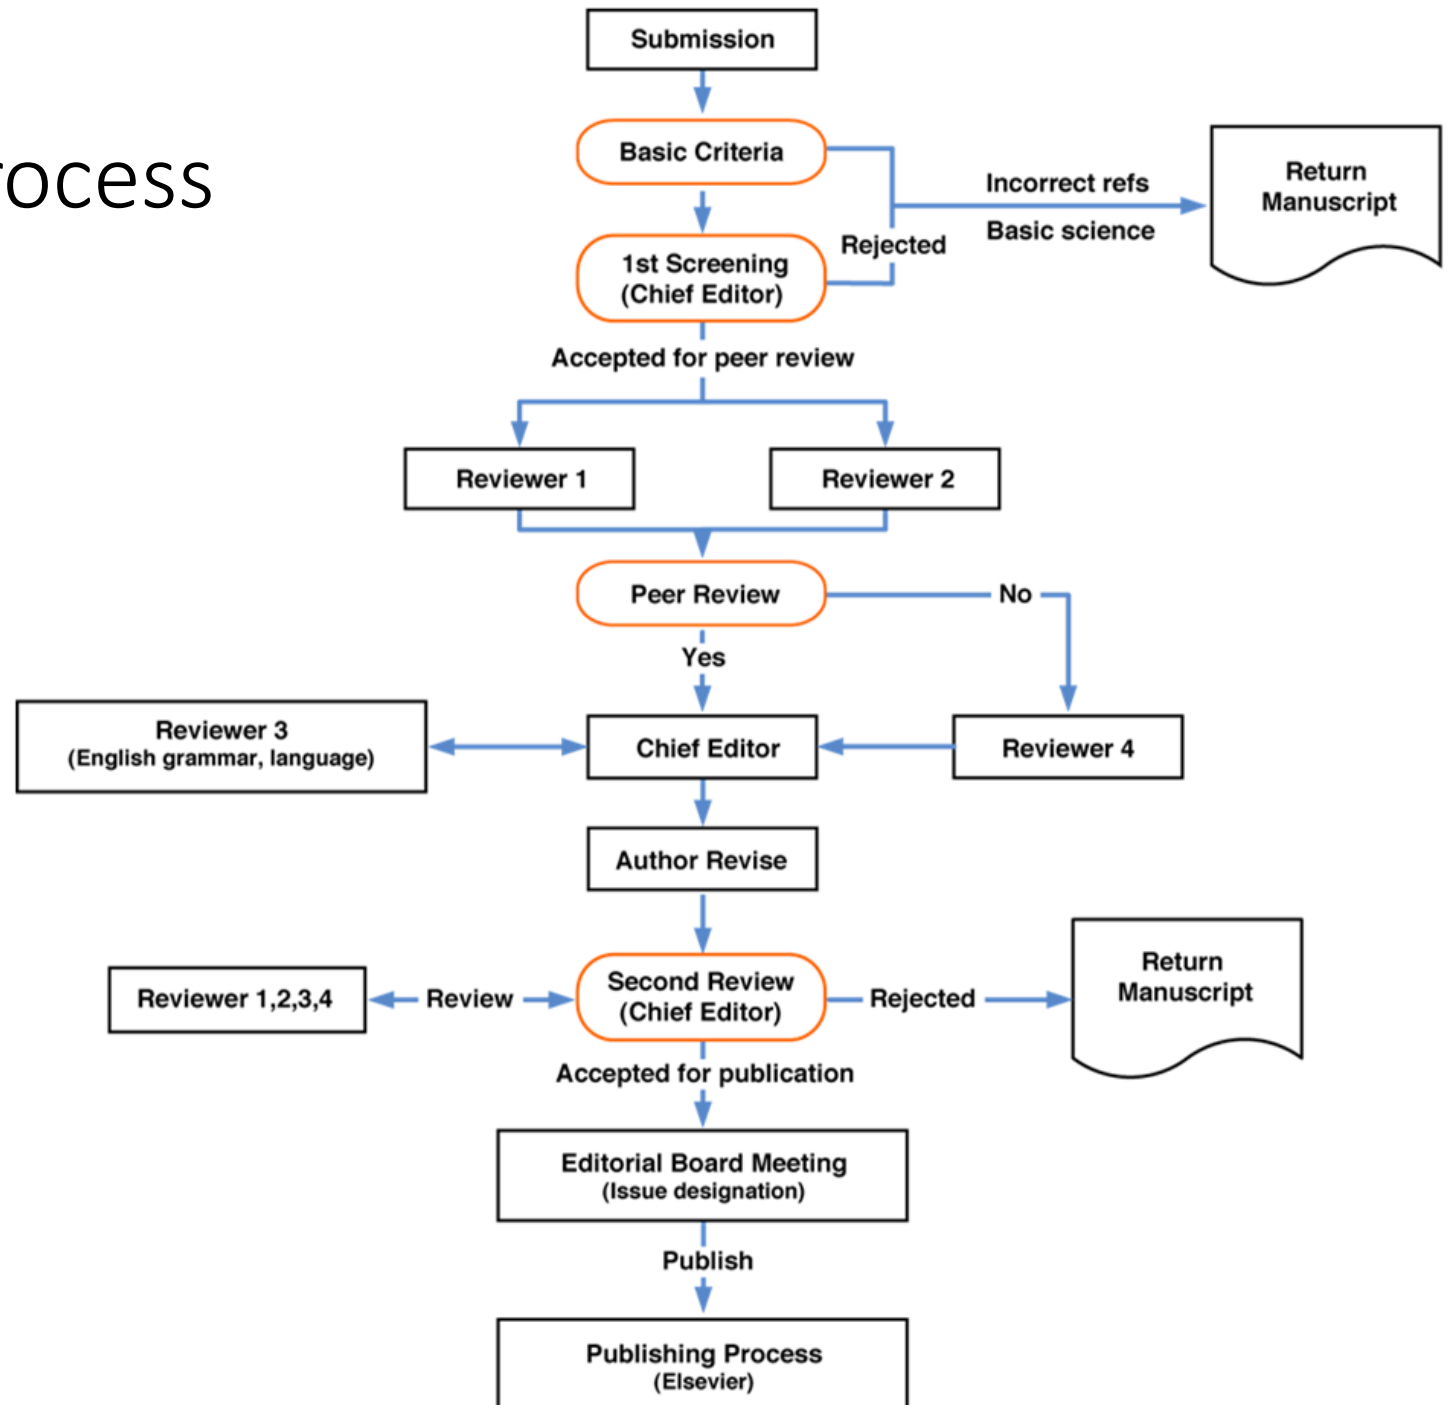 Submission
rocess
Basic Criteria
Incorrect refs
Basic science
Return
Manuscript
Rejected
1st Screening
(Chief Editor)
Accepted for peer review
Reviewer 1
Reviewer 2
Peer Review
No
Yes
Reviewer 3
(English grammar, language)
Chief Editor
Reviewer 4
Author Revise
Reviewer 1,2,3,4
Review
Second Review
(Chief Editor)
Rejected
Return
Manuscript
Accepted for publication
Editorial Board Meeting
(Issue designation)
Publish
Publishing Process
(Elsevier)